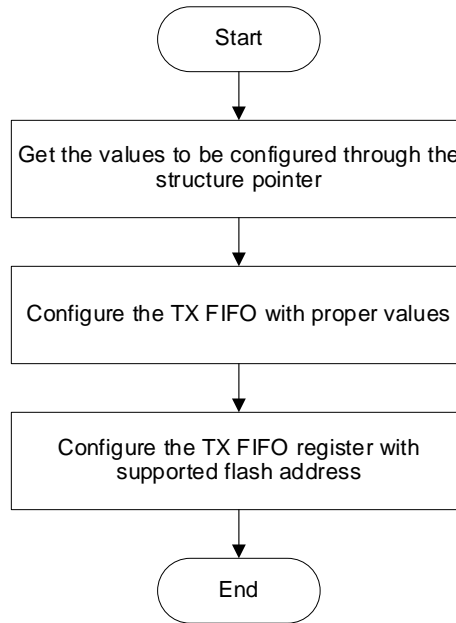 Start
Get the values to be configured through the
structure pointer
Configure the TX FIFO with proper values
Configure the TX FIFO register with
supported flash address
End